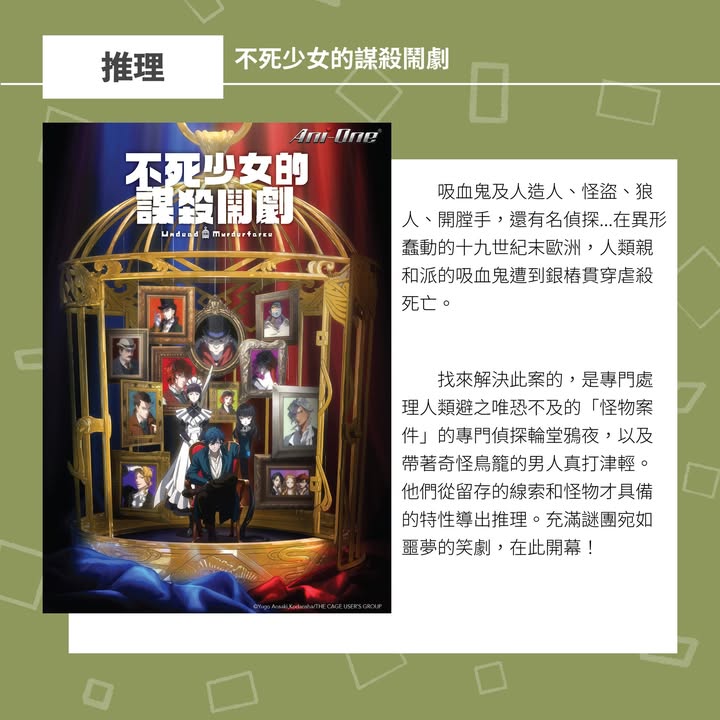 推理
不死少女的謀殺鬧劇
Ani-One®
不死少女的
謀殺鬧劇
Undead Murderfarce
©Yugo Aosaki,Kodansha/THE CAGE USER'S GROUP
吸血鬼及人造人、怪盜、狼
人、開膛手，還有名偵探...在異形
蠢動的十九世紀末歐洲，人類親
和派的吸血鬼遭到銀樁貫穿虐殺
死亡。
找來解決此案的，是專門處
理人類避之唯恐不及的「怪物案
件」的專門偵探輪堂鴉夜，以及
帶著奇怪鳥籠的男人真打津輕。
他們從留存的線索和怪物才具備
的特性導出推理。充滿謎團宛如
噩夢的笑劇，在此開幕！